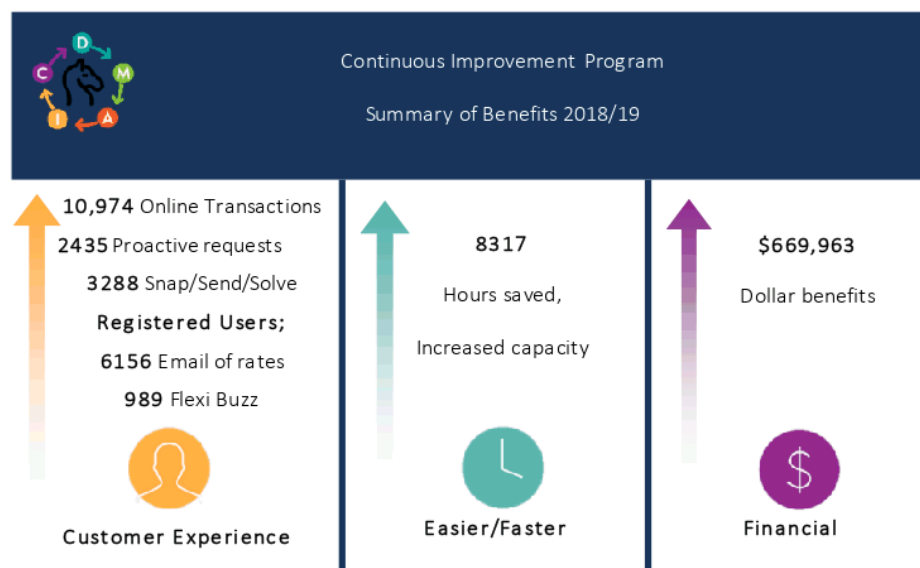 C
D
M
A
I
Continuous Improvement Program
Summary of Benefits 2018/19
10,974 Online Transactions
2435 Proactive requests
3288 Snap/Send/Solve
Registered Users;
6156 Email of rates
989 Flexi Buzz
Customer Experience
8317
Hours saved,
Increased capacity
Easier/Faster
$669,963
Dollar benefits
$
Financial